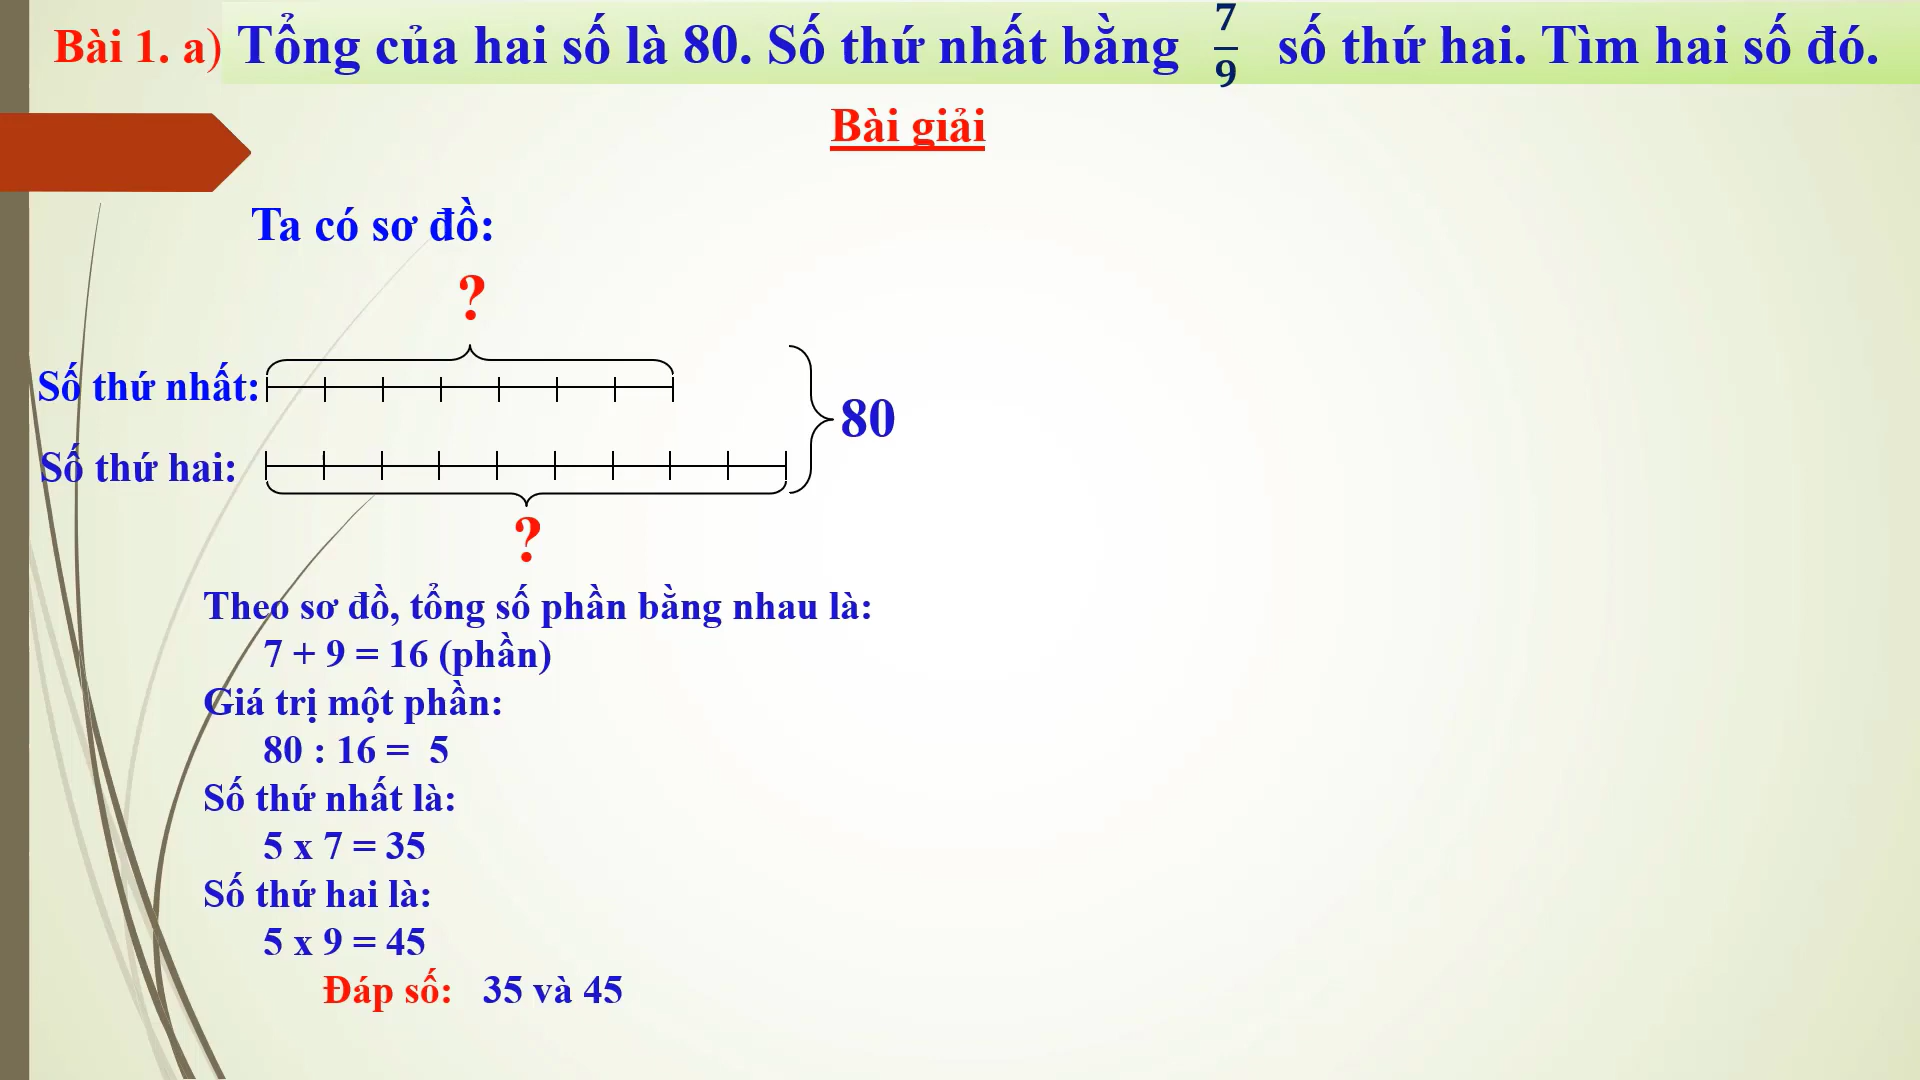 Bài 1. a) Tổng của hai số là 80. Số thứ nhất bằng 7/9 số thứ hai. Tìm hai số đó.
Bài giải
Ta có sơ đồ:
?
Số thứ nhất:
80
Số thứ hai:
?
Theo sơ đồ, tổng số phần bằng nhau là:
7 + 9 = 16 (phần)
Giá trị một phần:
80 : 16 = 5
Số thứ nhất là:
5 x 7 = 35
Số thứ hai là:
5 x 9 = 45
Đáp số: 35 và 45